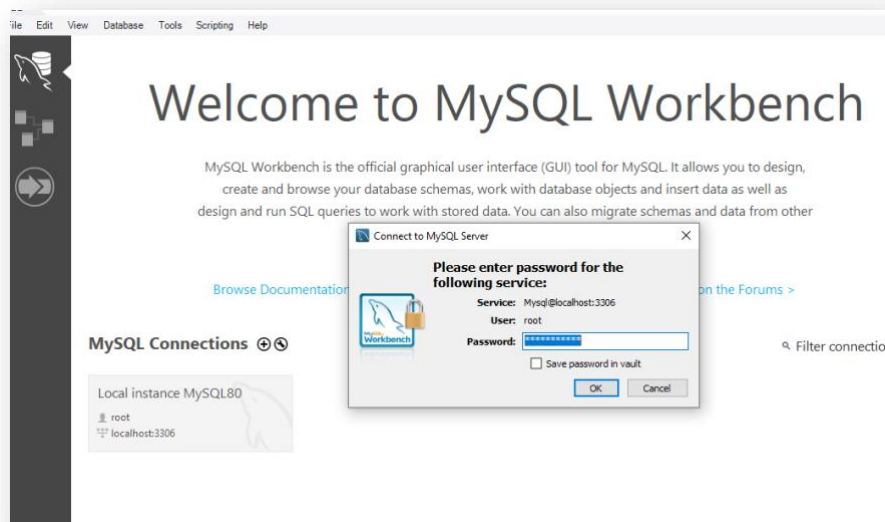 File Edit View Database Tools Scripting Help
Welcome to MySQL Workbench
MySQL Workbench is the official graphical user interface (GUI) tool for MySQL. It allows you to design,
create and browse your database schemas, work with database objects and insert data as well as
design and run SQL queries to work with stored data. You can also migrate schemas and data from other
Connect to MySQL Server
Please enter password for the
following service:
Service: Mysql@localhost:3306
User: root
Password: ***********
Save password in vault
OK Cancel
MySQL
Workbench
Browse Documentation
on the Forums >
MySQL Connections
Filter connectio
Local instance MySQL80
root
localhost:3306